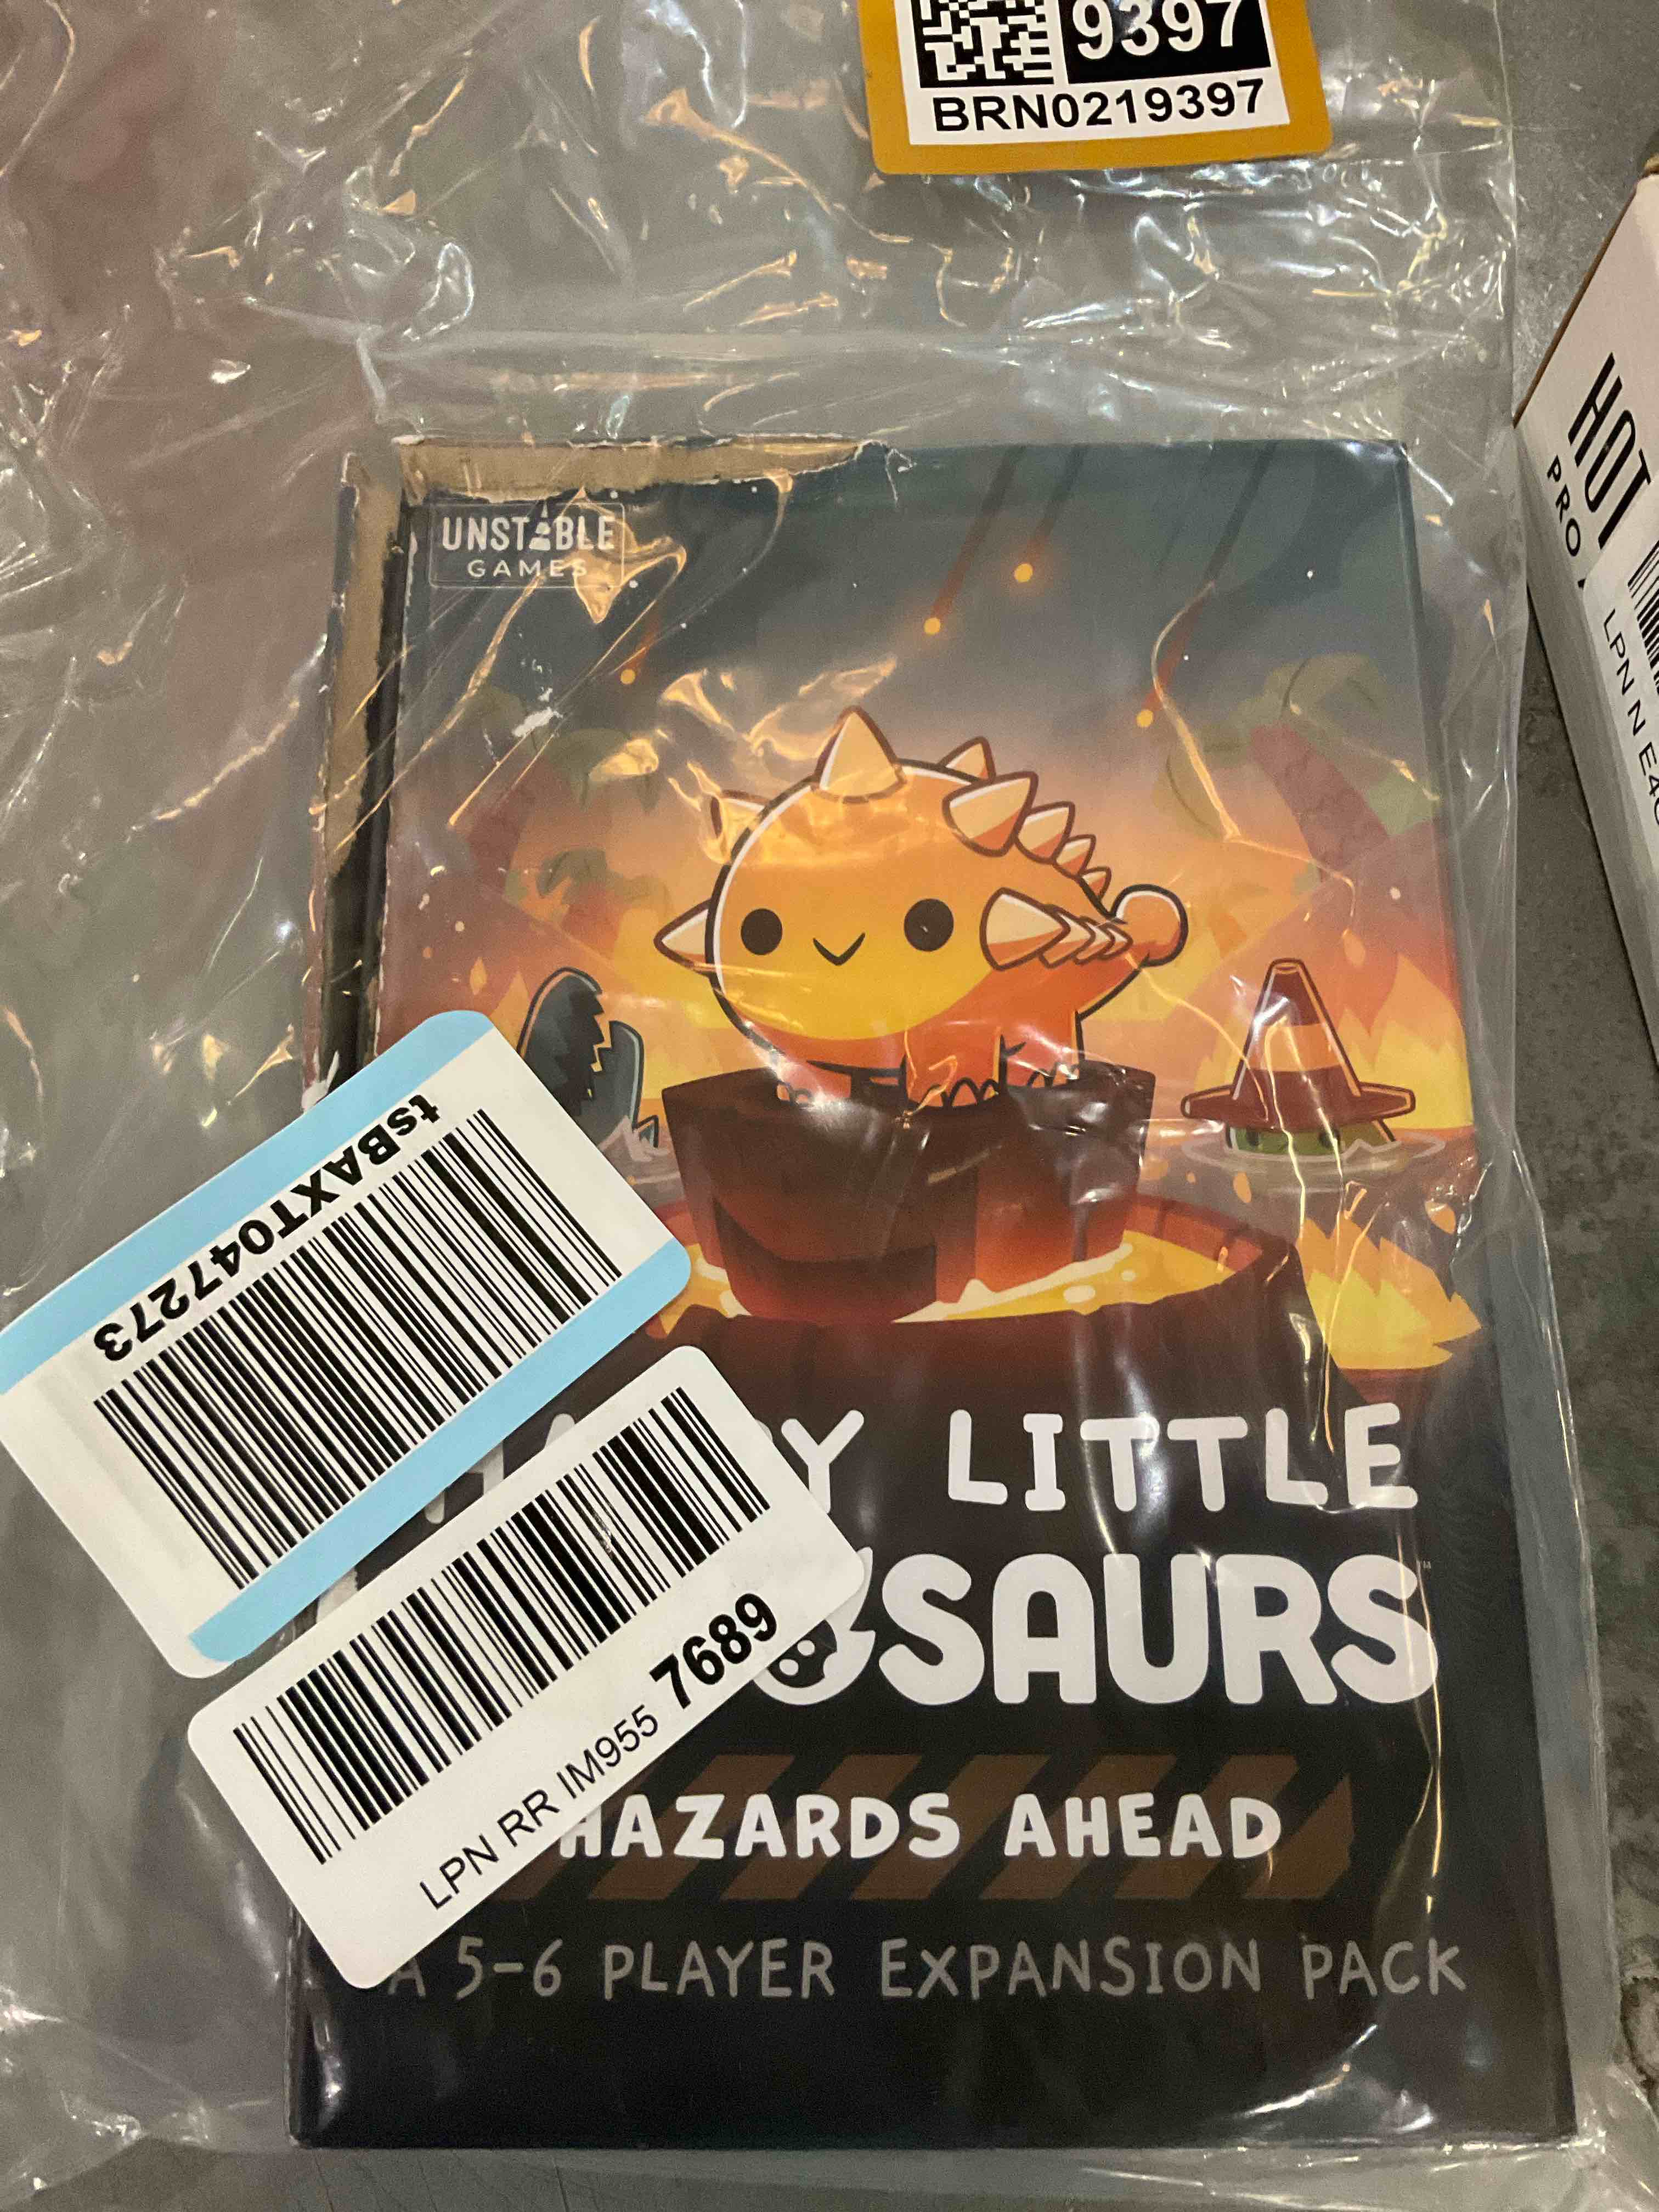 9397
BRN0219397
HOT
PRO
LPN N E4
UNSTABLE
GAMES
tsBAXT047273
Y LITTLE
SAURS
TM
LPN RR IM955 7689
HAZARDS AHEAD
A 5-6 PLAYER EXPANSION PACK